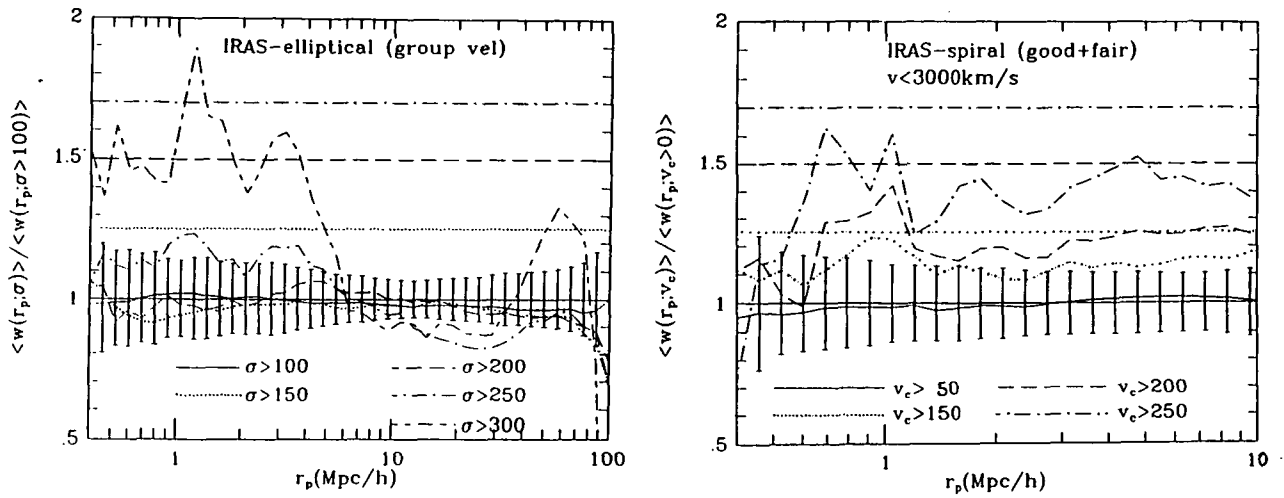 2
1.5
1
.5
<w(r_p;σ)>/<w(r_p;σ>100)>
IRAS-elliptical (group vel)
σ>100
σ>150
σ>200
σ>250
σ>300
1
10
100
r_p(Mpc/h)
2
1.5
1
.5
<w(r_p;v_c)>/<w(r_p;v_c>0)>
IRAS-spiral (good+fair)
v<3000km/s
v_c> 50
v_c>150
v_c>200
v_c>250
1
10
r_p(Mpc/h)